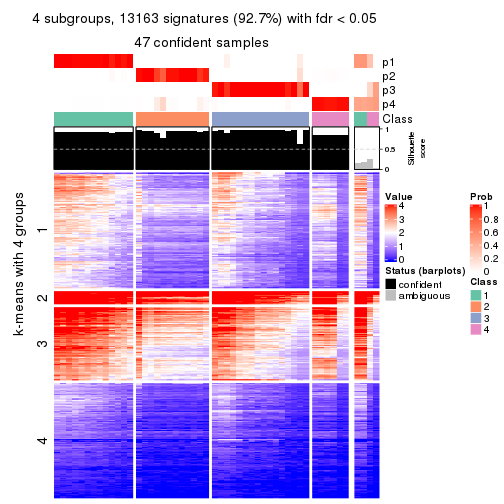 4 subgroups, 13163 signatures (92.7%) with fdr < 0.05
47 confident samples
p1
p2
p3
p4
Class
1
0.5
0
Silhouette
score
k-means with 4 groups
1
2
3
4
Value
4
3
2
1
0
Status (barplots)
confident
ambiguous
Prob
1
0.8
0.6
0.4
0.2
0
Class
1
2
3
4